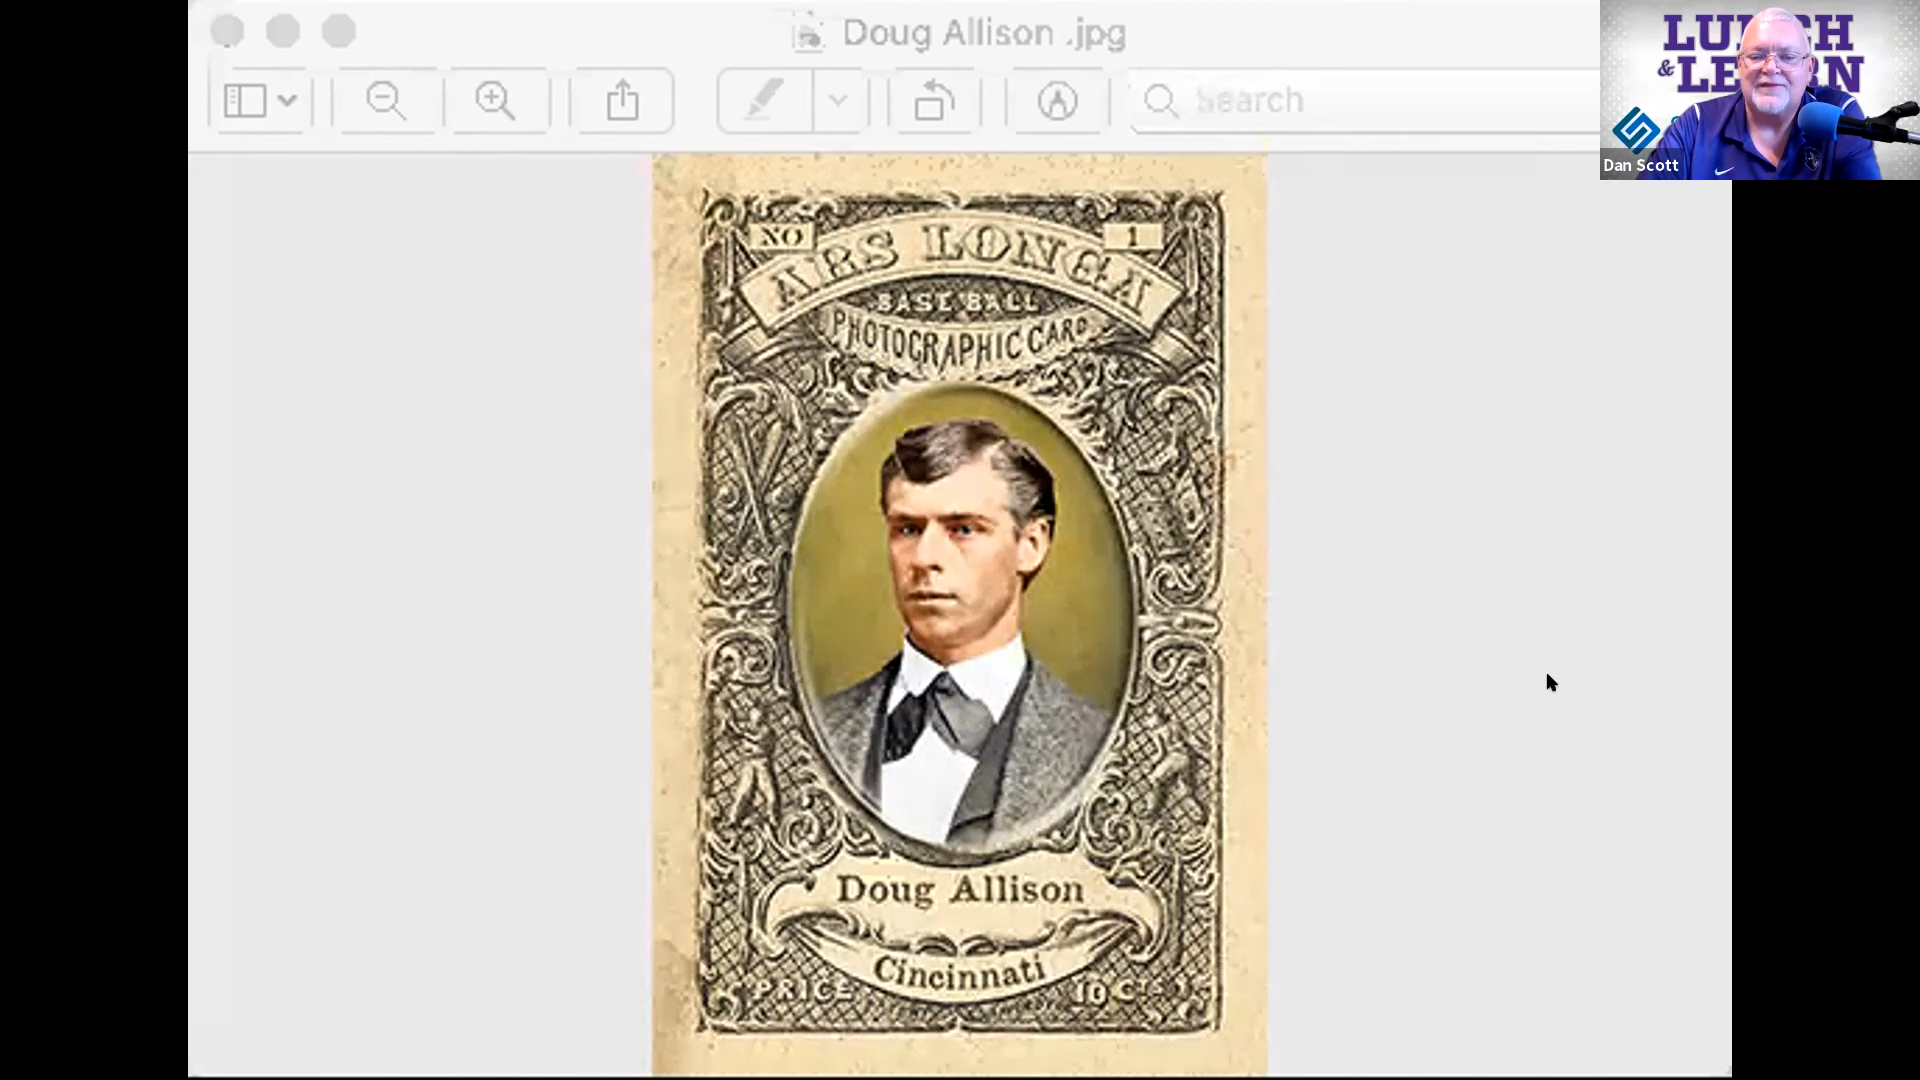 Doug Allison .jpg
Search
LUNCH
& LEARN
Dan Scott
NO 1
ARS LONGA
BASE BALL
PHOTOGRAPHIC CARD
Doug Allison
Cincinnati
PRICE 10 CTS